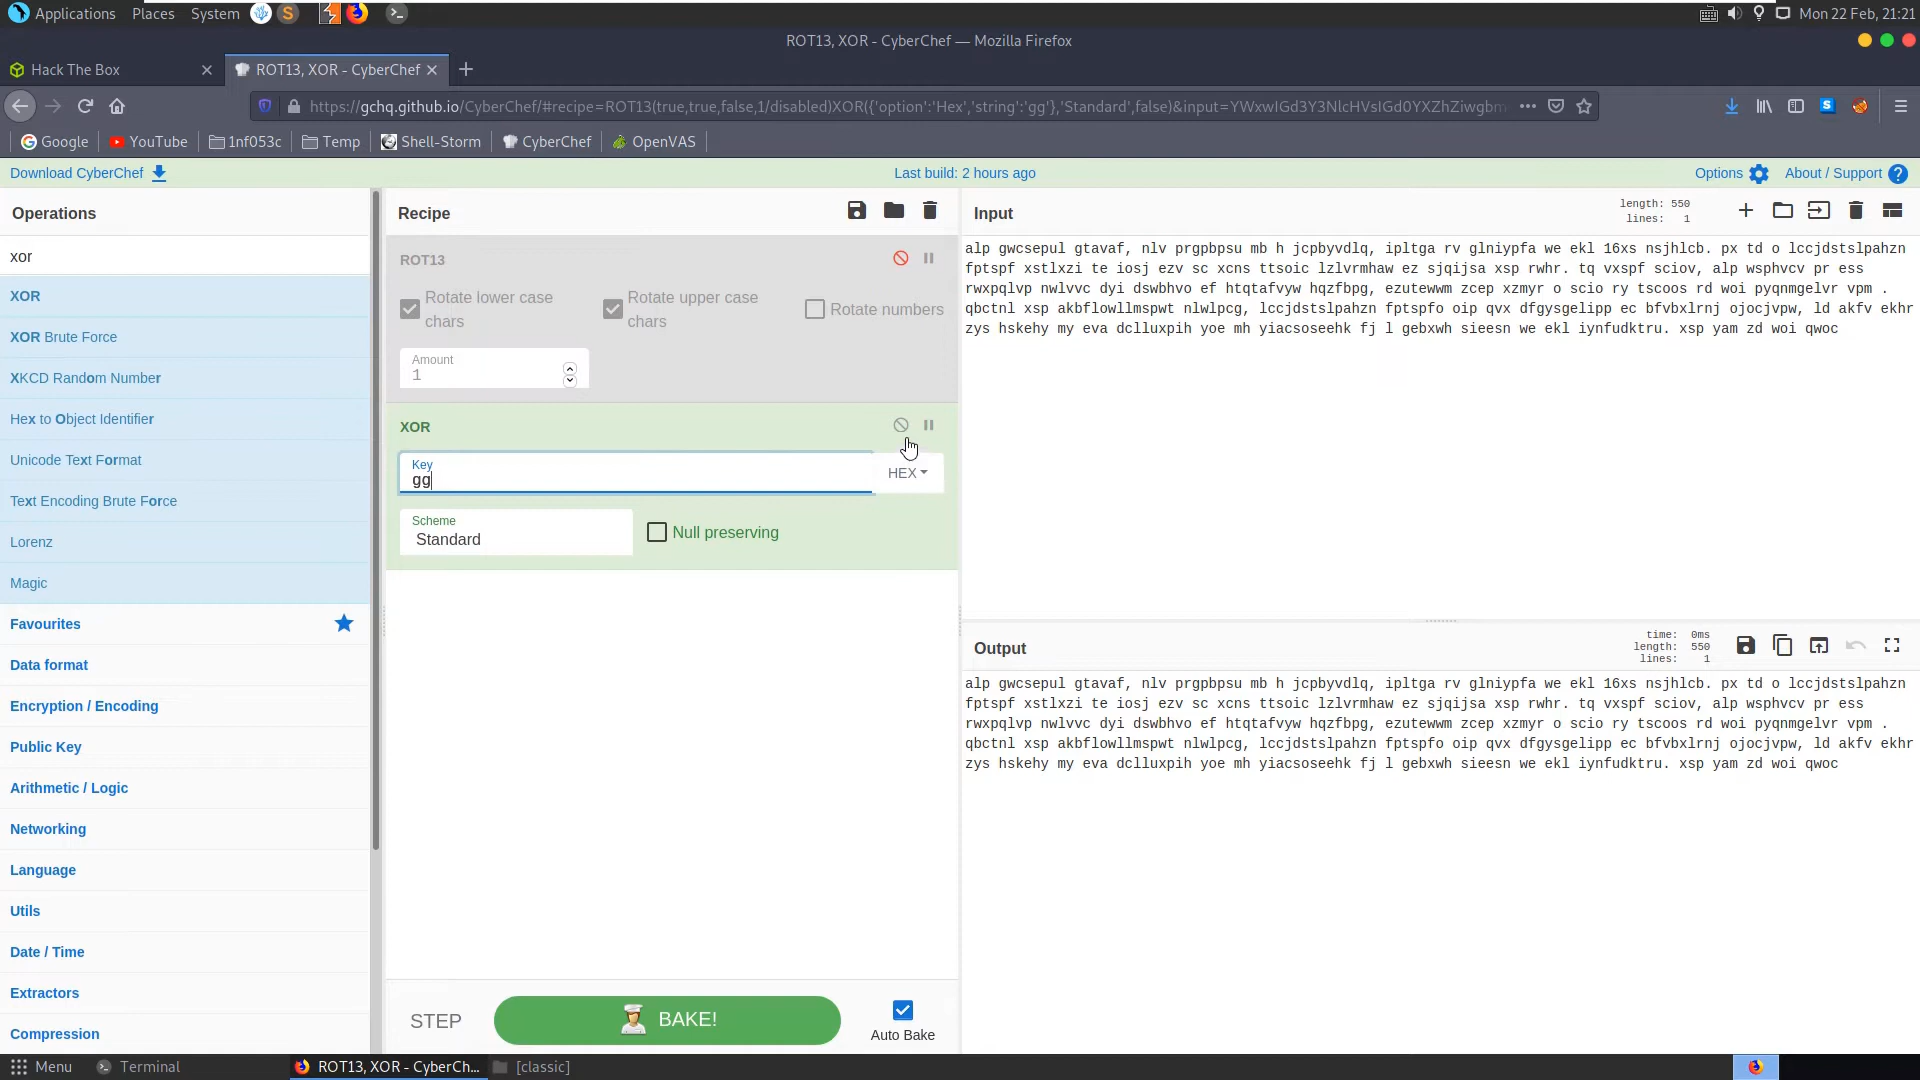 Applications Places System Mon 22 Feb, 21:21
ROT13, XOR - CyberChef — Mozilla Firefox
Hack The Box ROT13, XOR - CyberChef
https://gchq.github.io/CyberChef/#recipe=ROT13(true,true,false,1/disabled)XOR({'option':'Hex','string':'gg'},'Standard',false)&input=YWxwIGd3Y3NlcHVsIGd0YXZhZiwgbm
Google YouTube 1nf053c Temp Shell-Storm CyberChef OpenVAS
Download CyberChef Last build: 2 hours ago Options About / Support
Operations
xor
XOR
XOR Brute Force
XKCD Random Number
Hex to Object Identifier
Unicode Text Format
Text Encoding Brute Force
Lorenz
Magic
Favourites
Data format
Encryption / Encoding
Public Key
Arithmetic / Logic
Networking
Language
Utils
Date / Time
Extractors
Compression
Recipe
ROT13
Rotate lower case chars
Rotate upper case chars
Rotate numbers
Amount
1
XOR
Key
gg
HEX
Scheme
Standard
Null preserving
STEP
BAKE!
Auto Bake
Input
length: 550
lines: 1
alp gwcsepul gtavaf, nlv prgpbpsu mb h jcpbyvdlq, ipltga rv glniypfa we ekl 16xs nsjhlcb. px td o lccjdstslpahzn
fptspf xstlxzi te iosj ezv sc xcns ttsoic lzlvrmhaw ez sjqijsa xsp rwhr. tq vxspf sciov, alp wsphvcv pr ess
rwxpqlvp nwlvvc dyi dswbhvo ef htqtafvyw hqzfbpg, ezutewwm zcep xzmyr o scio ry tscoos rd woi pyqnmgelvr vpm .
qbctnl xsp akbflowllmspwt nlwlpcg, lccjdstslpahzn fptspfo oip qvx dfgysgelipp ec bfvbxlrnj ojocjvpw, ld akfv ekhr
zys hskehy my eva dclluxpih yoe mh yiacsoseehk fj l gebxwh sieesn we ekl iynfudktru. xsp yam zd woi qwoc
Output
time: 0ms
length: 550
lines: 1
alp gwcsepul gtavaf, nlv prgpbpsu mb h jcpbyvdlq, ipltga rv glniypfa we ekl 16xs nsjhlcb. px td o lccjdstslpahzn
fptspf xstlxzi te iosj ezv sc xcns ttsoic lzlvrmhaw ez sjqijsa xsp rwhr. tq vxspf sciov, alp wsphvcv pr ess
rwxpqlvp nwlvvc dyi dswbhvo ef htqtafvyw hqzfbpg, ezutewwm zcep xzmyr o scio ry tscoos rd woi pyqnmgelvr vpm .
qbctnl xsp akbflowllmspwt nlwlpcg, lccjdstslpahzn fptspfo oip qvx dfgysgelipp ec bfvbxlrnj ojocjvpw, ld akfv ekhr
zys hskehy my eva dclluxpih yoe mh yiacsoseehk fj l gebxwh sieesn we ekl iynfudktru. xsp yam zd woi qwoc
Menu Terminal ROT13, XOR - CyberCh... [classic]